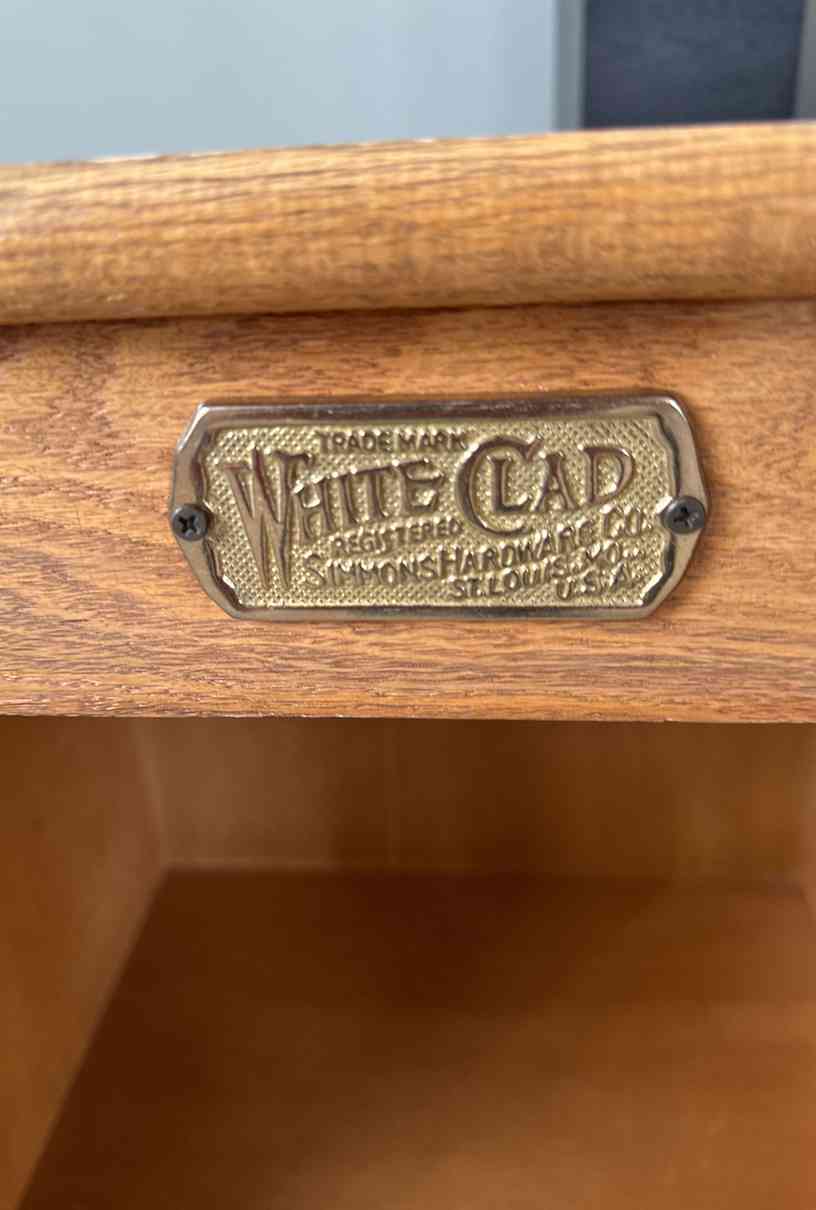 TRADE MARK
WHITE CLAD
REGISTERED
SIMMONS HARDWARE CO.
ST. LOUIS, MO.
U.S.A.